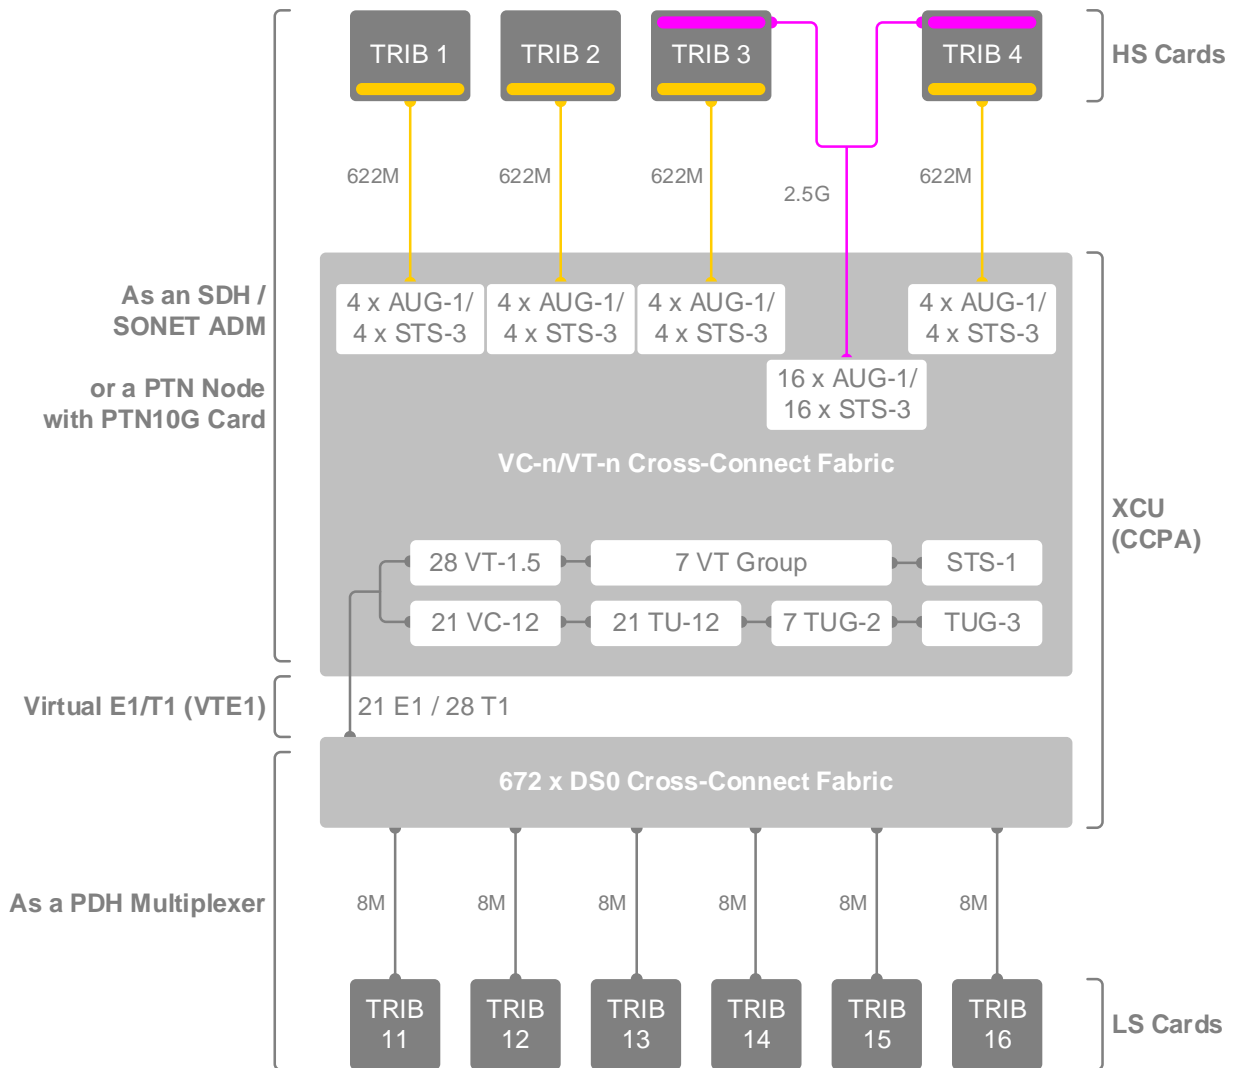 TRIB 1
TRIB 2
TRIB 3
TRIB 4
HS Cards
622M
622M
622M
2.5G
622M
As an SDH /
SONET ADM
or a PTN Node
with PTN10G Card
4 x AUG-1/
4 x STS-3
4 x AUG-1/
4 x STS-3
4 x AUG-1/
4 x STS-3
4 x AUG-1/
4 x STS-3
16 x AUG-1/
16 x STS-3
VC-n/VT-n Cross-Connect Fabric
XCU
(CCPA)
28 VT-1.5
7 VT Group
STS-1
21 VC-12
21 TU-12
7 TUG-2
TUG-3
Virtual E1/T1 (VTE1)
21 E1 / 28 T1
672 x DS0 Cross-Connect Fabric
As a PDH Multiplexer
8M
8M
8M
8M
8M
8M
TRIB
11
TRIB
12
TRIB
13
TRIB
14
TRIB
15
TRIB
16
LS Cards